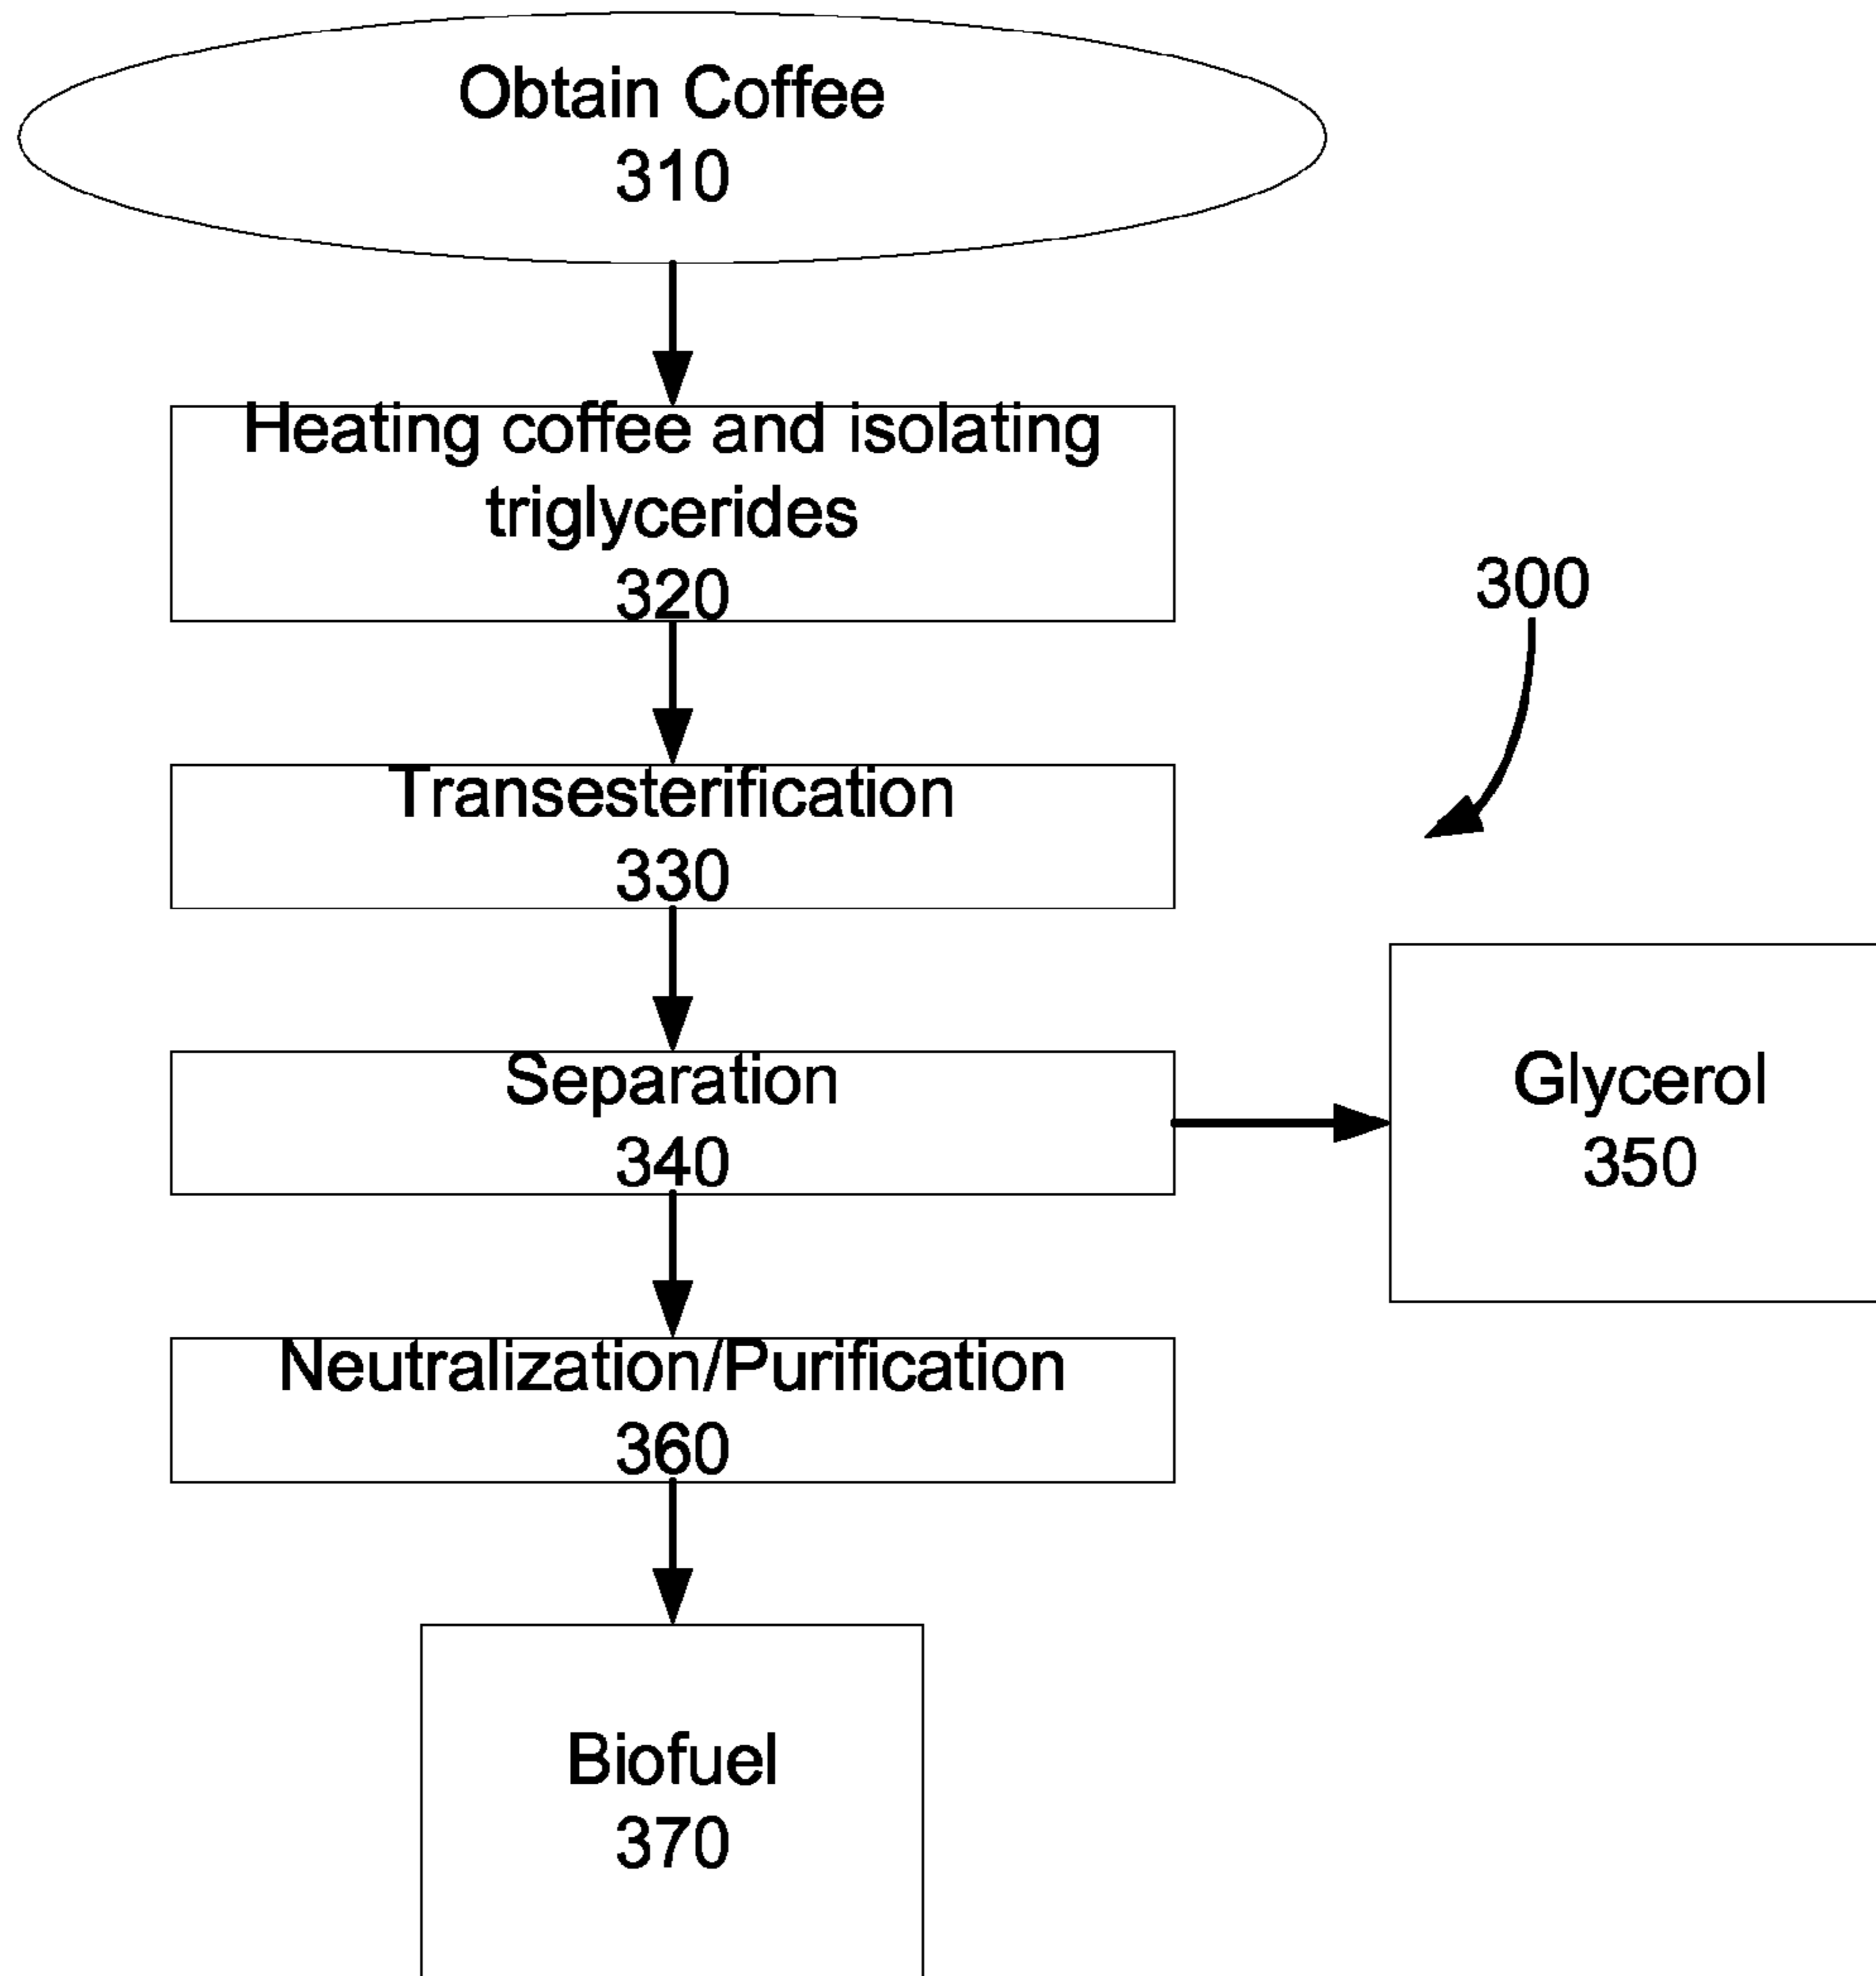 Obtain Coffee
310
Heating coffee and isolating
triglycerides
320
300
Transesterification
330
Separation
340
Glycerol
350
Neutralization/Purification
360
Biofuel
370